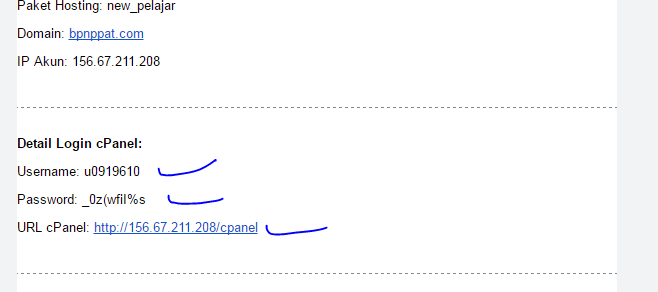 Paket Hosting: new_pelajar
Domain: bpnppat.com
IP Akun: 156.67.211.208
Detail Login cPanel:
Username: u0919610
Password: _0z(wfil%s
URL cPanel: http://156.67.211.208/cpanel